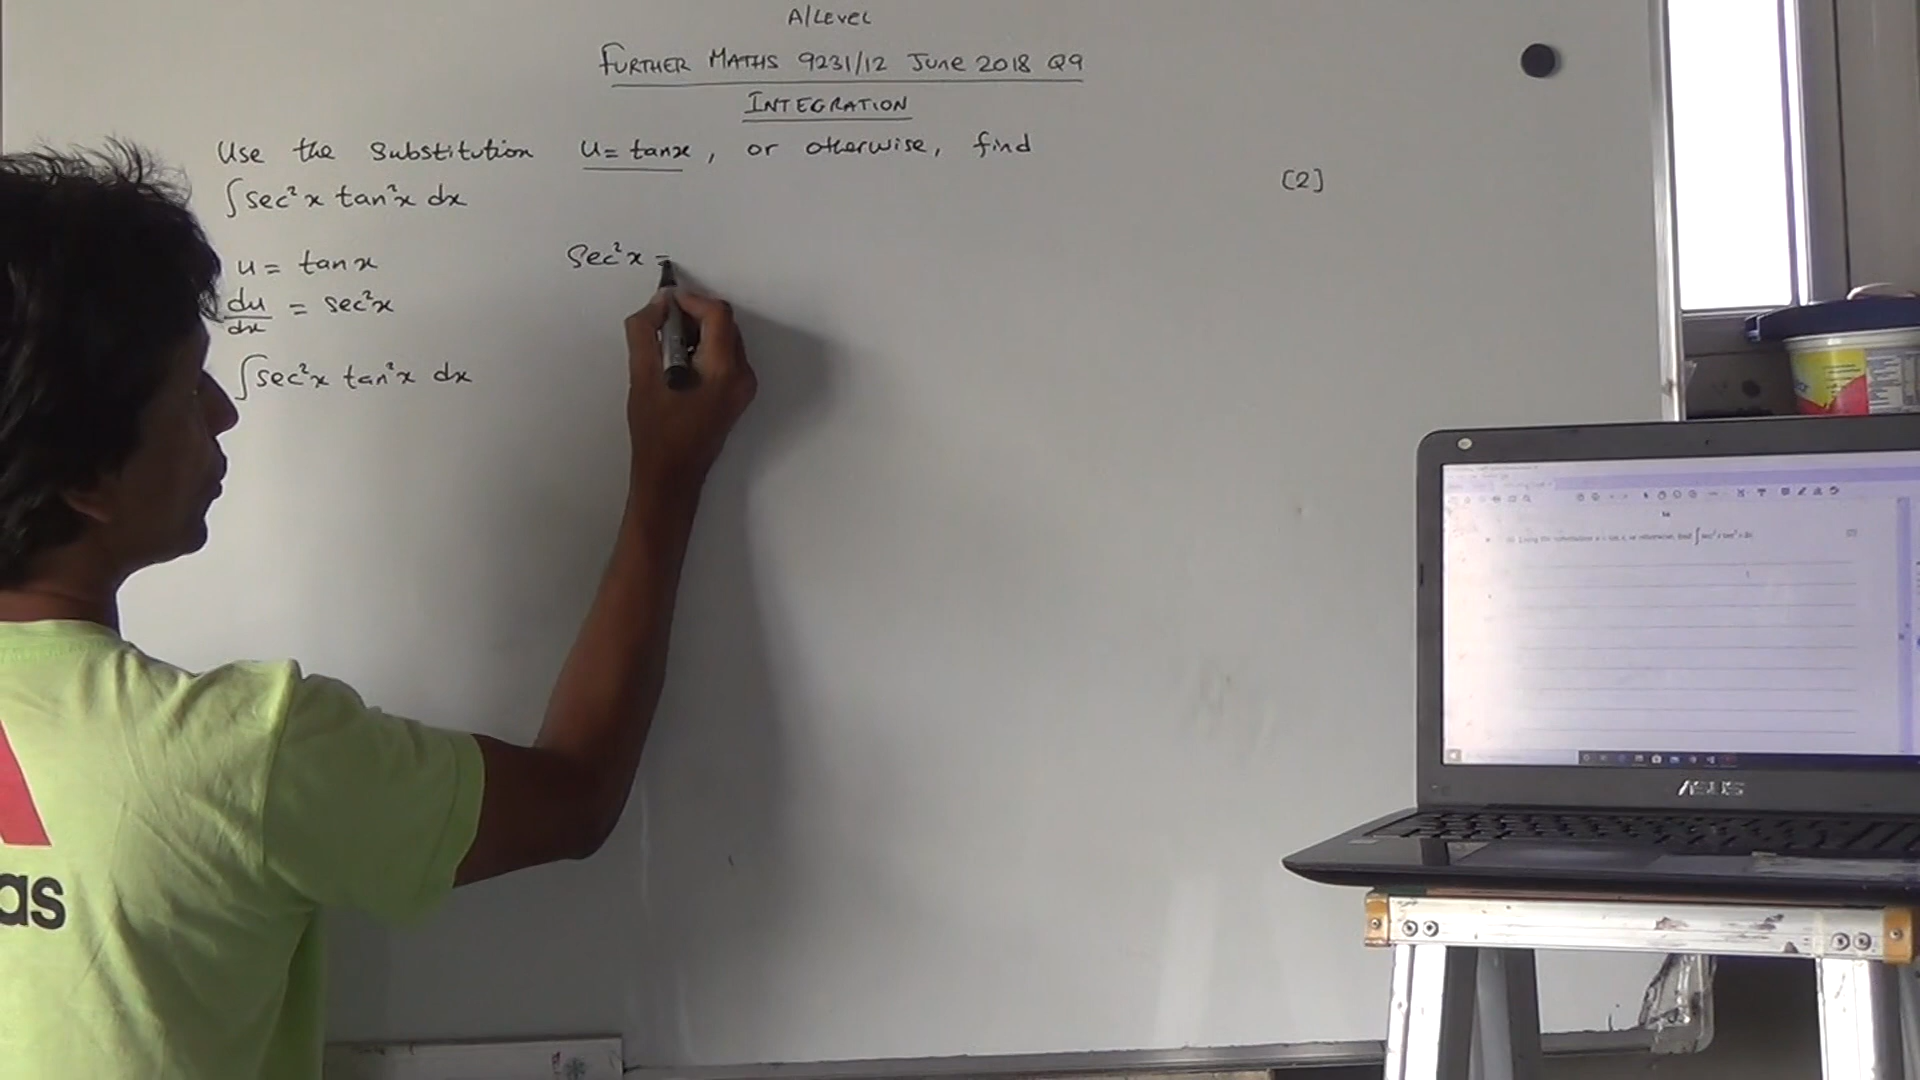 A/LEVEL
FURTHER MATHS 9231/12 June 2018 Q9
INTEGRATION
Use the Substitution u= tanx, or otherwise, find
∫sec²x tan²x dx
[2]
u = tanx
Sec²x =
du/dx = sec²x
∫sec²x tan²x dx
ASUS
as